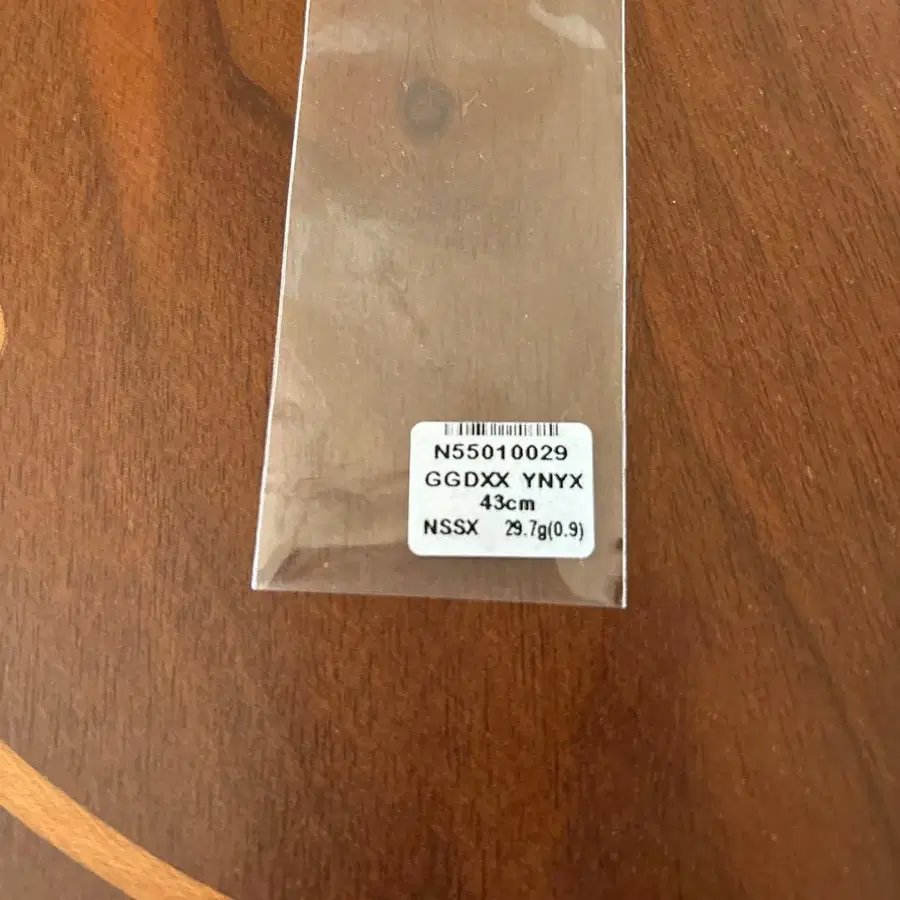 N55010029
GGDXX YNYX
43cm
NSSX 29.7g(0.9)